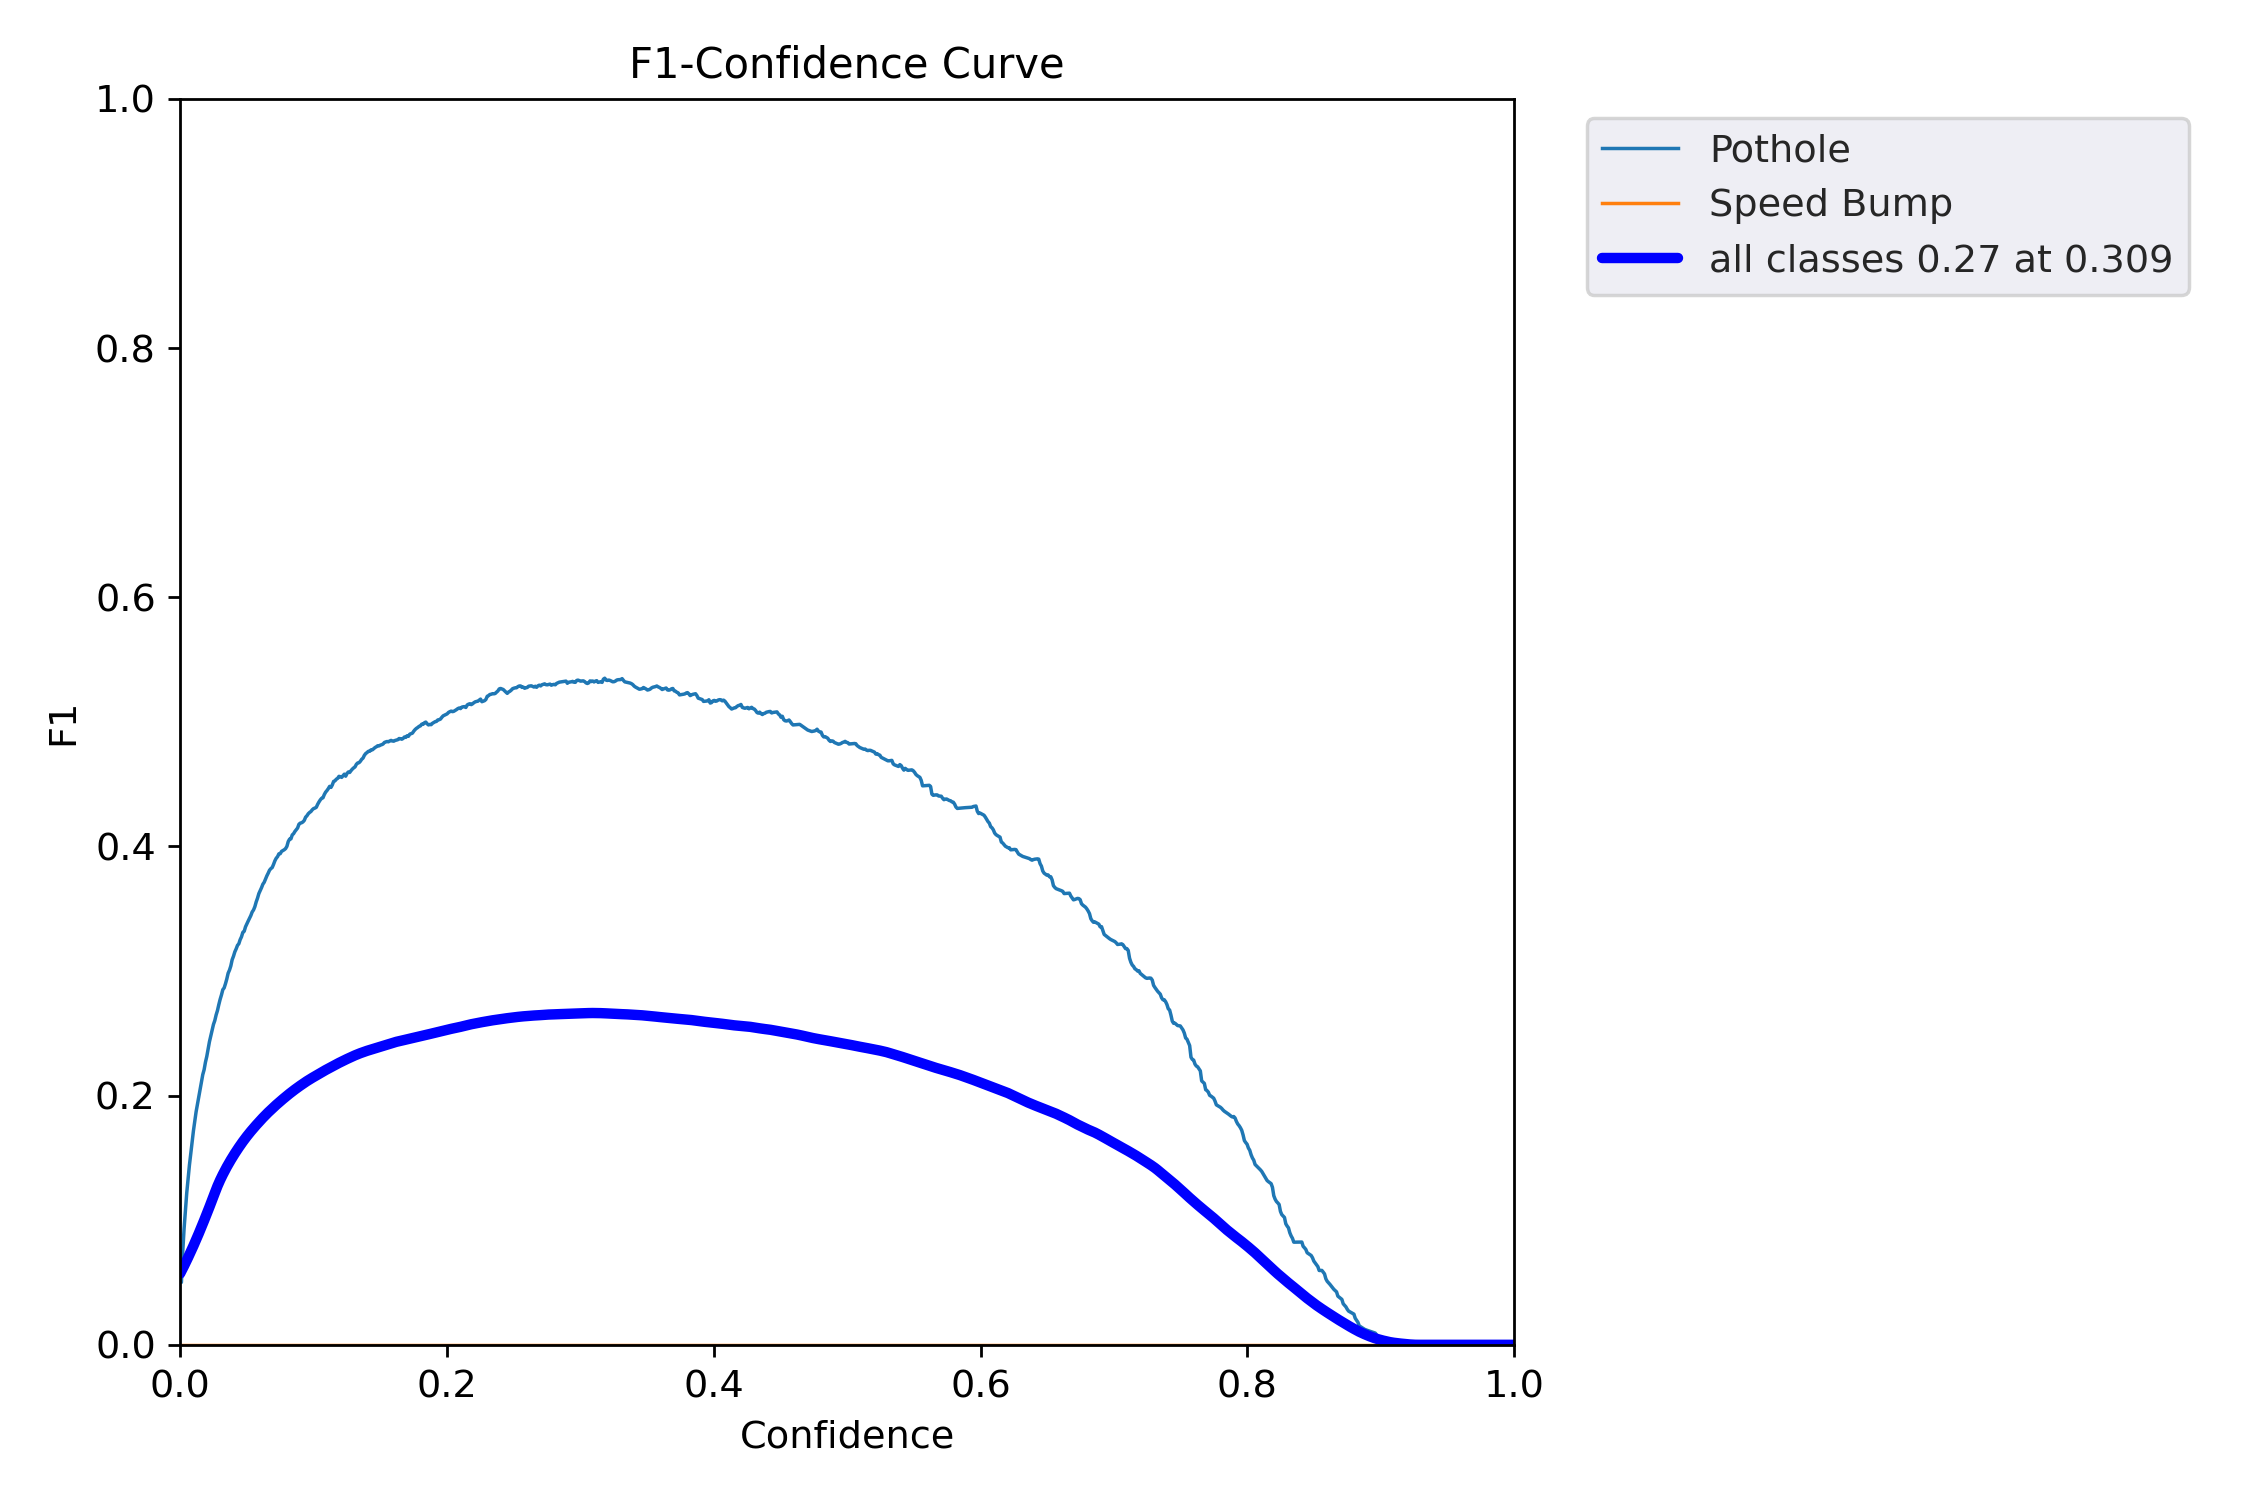 F1-Confidence Curve
1.0
0.8
0.6
0.4
0.2
0.0
F1
0.0 0.2 0.4 0.6 0.8 1.0
Confidence
Pothole
Speed Bump
all classes 0.27 at 0.309